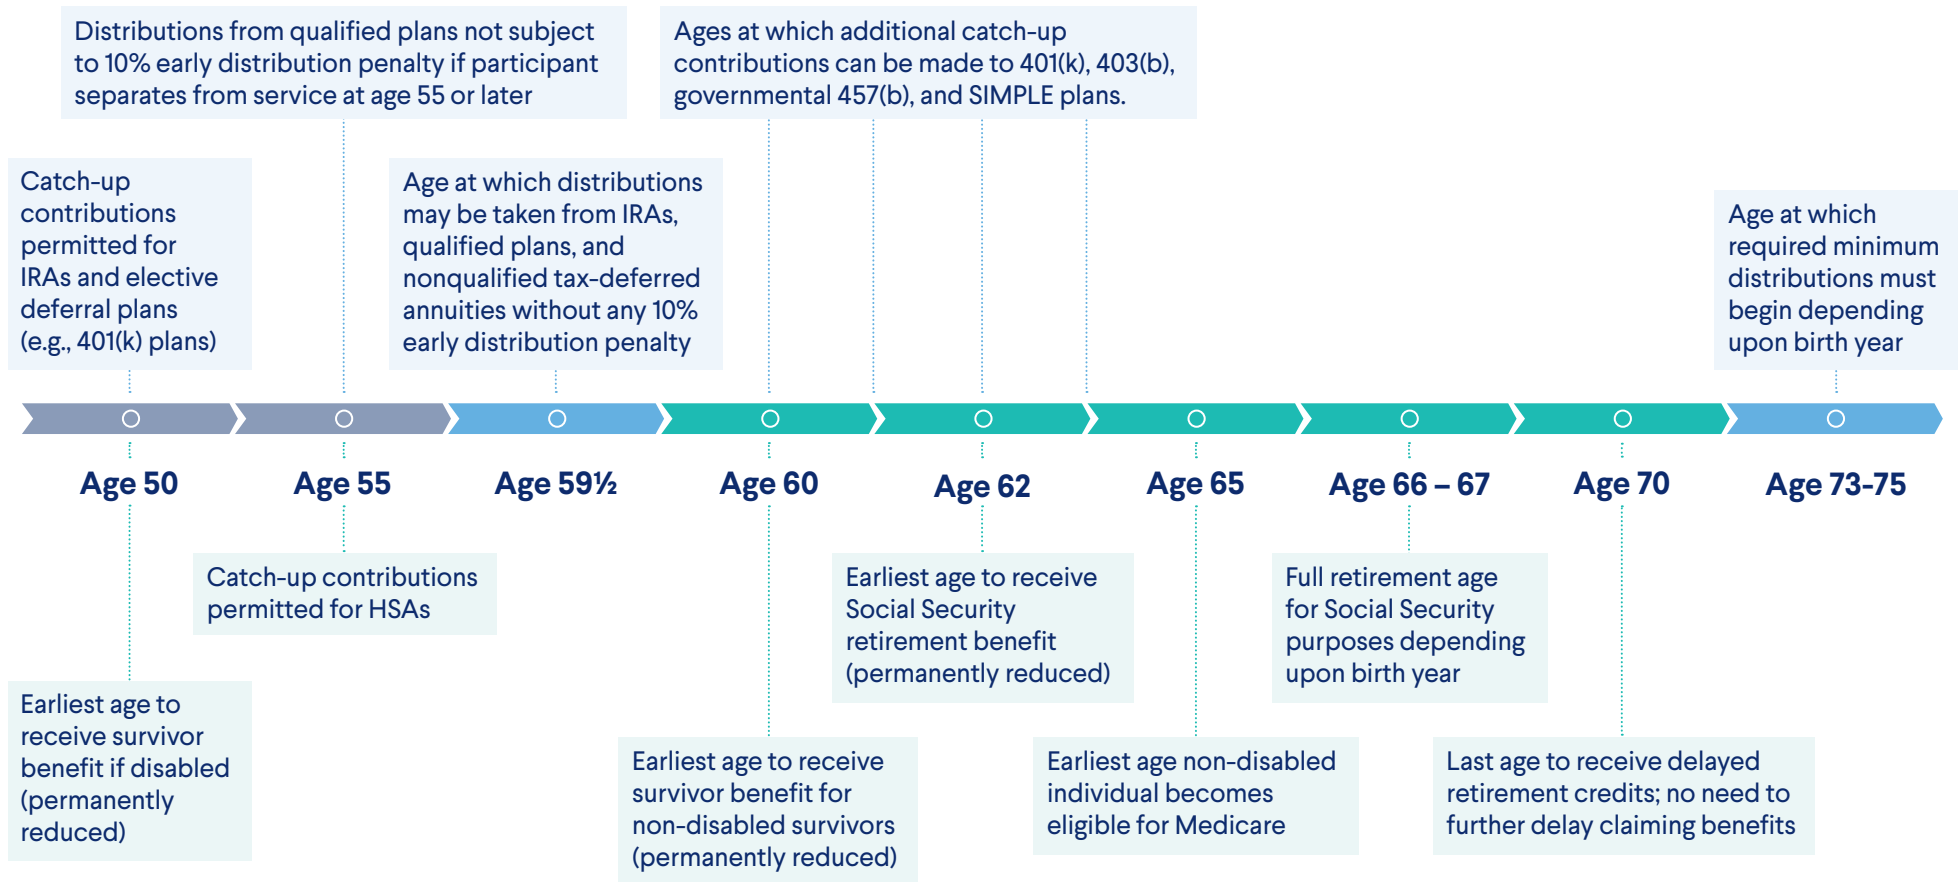 Distributions from qualified plans not subject
to 10% early distribution penalty if participant
separates from service at age 55 or later
Ages at which additional catch-up
contributions can be made to 401(k), 403(b),
governmental 457(b), and SIMPLE plans.
Catch-up
contributions
permitted for
IRAs and elective
deferral plans
(e.g., 401(k) plans)
Age at which distributions
may be taken from IRAs,
qualified plans, and
nonqualified tax-deferred
annuities without any 10%
early distribution penalty
Age at which
required minimum
distributions must
begin depending
upon birth year
Age 50
Age 55
Age 59½
Age 60
Age 62
Age 65
Age 66 – 67
Age 70
Age 73-75
Catch-up contributions
permitted for HSAs
Earliest age to receive
Social Security
retirement benefit
(permanently reduced)
Full retirement age
for Social Security
purposes depending
upon birth year
Earliest age to
receive survivor
benefit if disabled
(permanently
reduced)
Earliest age to receive
survivor benefit for
non-disabled survivors
(permanently reduced)
Earliest age non-disabled
individual becomes
eligible for Medicare
Last age to receive delayed
retirement credits; no need to
further delay claiming benefits